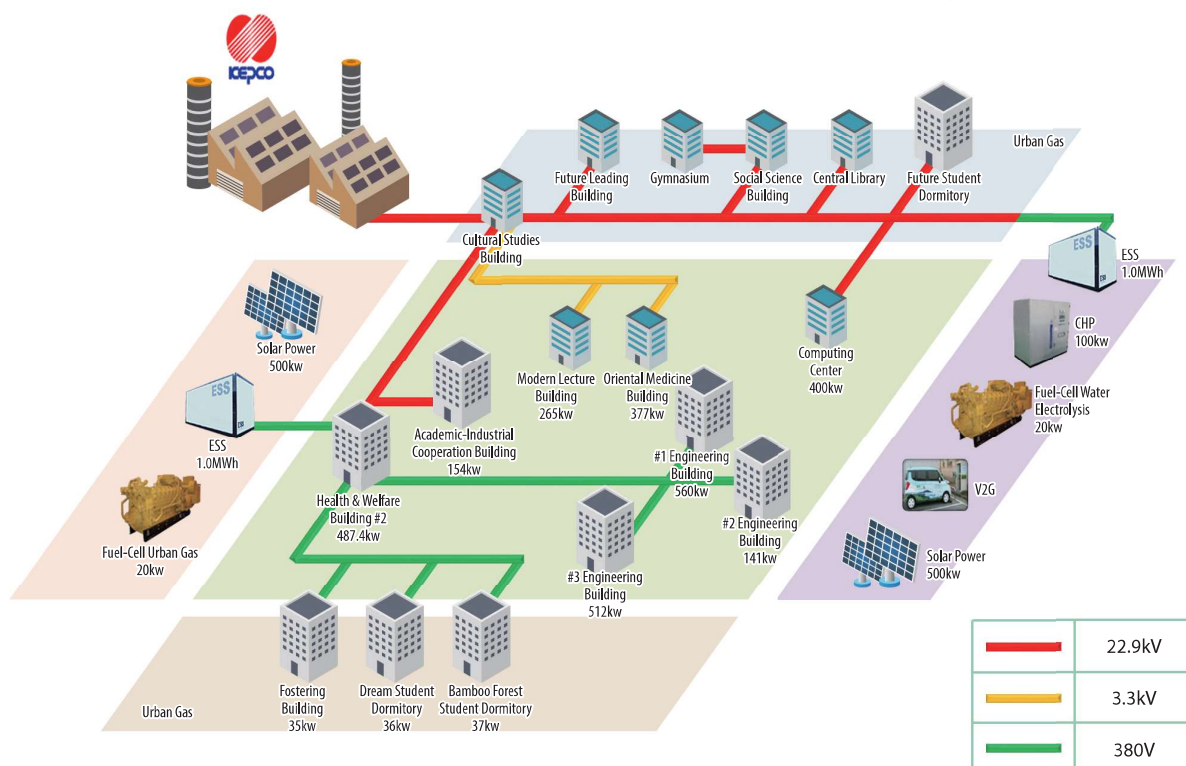 KEPCO
Urban Gas
Future Leading
Building
Gymnasium
Social Science
Building
Central Library
Future Student
Dormitory
Cultural Studies
Building
ESS
ESS
1.0MWh
Solar Power
500kw
CHP
100kw
Computing
Center
400kw
Modern Lecture
Building
265kw
Oriental Medicine
Building
377kw
ESS
ESS
1.0MWh
Academic-Industrial
Cooperation Building
154kw
Fuel-Cell Water
Electrolysis
20kw
#1 Engineering
Building
560kw
V2G
Health & Welfare
Building #2
487.4kw
#2 Engineering
Building
141kw
Fuel-Cell Urban Gas
20kw
#3 Engineering
Building
512kw
Solar Power
500kw
Urban Gas
Fostering
Building
35kw
Dream Student
Dormitory
36kw
Bamboo Forest
Student Dormitory
37kw
22.9kV
3.3kV
380V